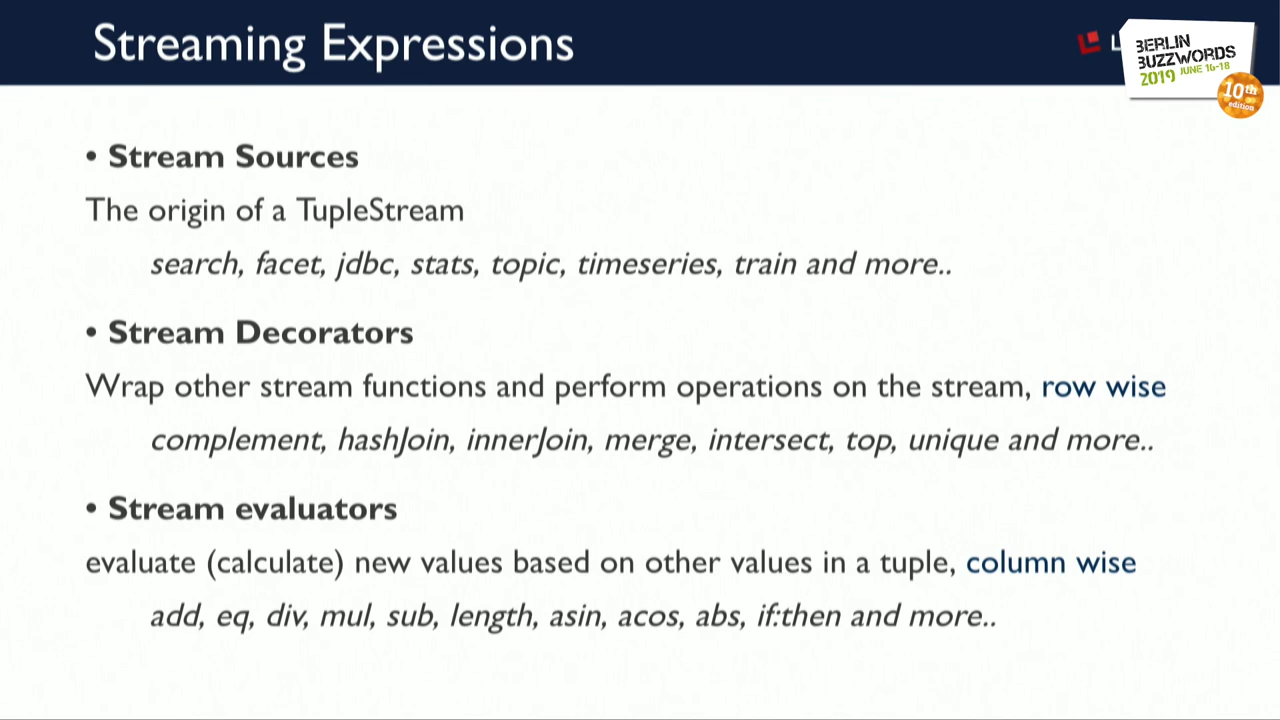 Streaming Expressions
BERLIN
BUZZWORDS
2019 JUNE 16-18
10th
edition
• Stream Sources
The origin of a TupleStream
search, facet, jdbc, stats, topic, timeseries, train and more..
• Stream Decorators
Wrap other stream functions and perform operations on the stream, row wise
complement, hashJoin, innerJoin, merge, intersect, top, unique and more..
• Stream evaluators
evaluate (calculate) new values based on other values in a tuple, column wise
add, eq, div, mul, sub, length, asin, acos, abs, if:then and more..